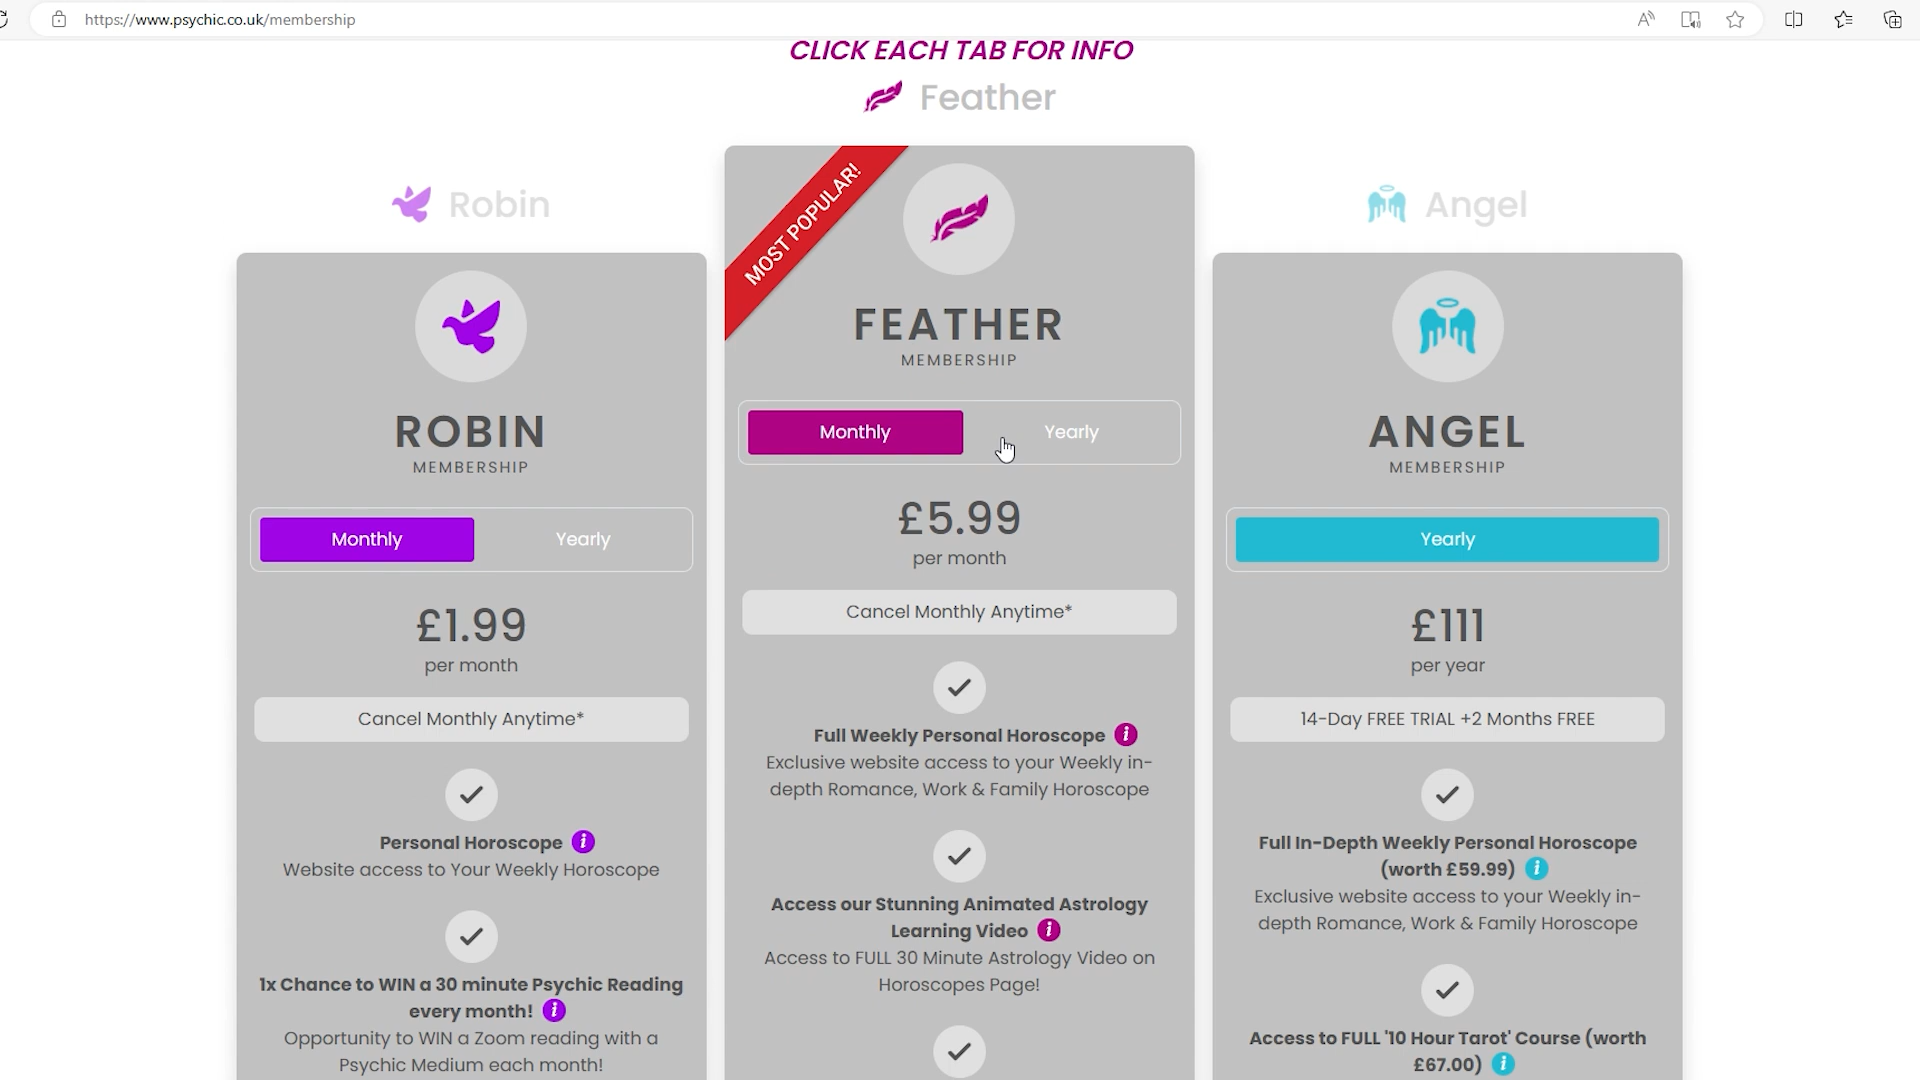 https://www.psychic.co.uk/membership
CLICK EACH TAB FOR INFO
Feather
Robin
Angel
MOST POPULAR!
FEATHER
MEMBERSHIP
Monthly
Yearly
£5.99
per month
Cancel Monthly Anytime*
Full Weekly Personal Horoscope i
Exclusive website access to your Weekly in-
depth Romance, Work & Family Horoscope
Access our Stunning Animated Astrology
Learning Video i
Access to FULL 30 Minute Astrology Video on
Horoscopes Page!
ROBIN
MEMBERSHIP
Monthly
Yearly
£1.99
per month
Cancel Monthly Anytime*
Personal Horoscope i
Website access to Your Weekly Horoscope
1x Chance to WIN a 30 minute Psychic Reading
every month! i
Opportunity to WIN a Zoom reading with a
Psychic Medium each month!
ANGEL
MEMBERSHIP
Yearly
£111
per year
14-Day FREE TRIAL +2 Months FREE
Full In-Depth Weekly Personal Horoscope
(worth £59.99) i
Exclusive website access to your Weekly in-
depth Romance, Work & Family Horoscope
Access to FULL '10 Hour Tarot' Course (worth
£67.00) i